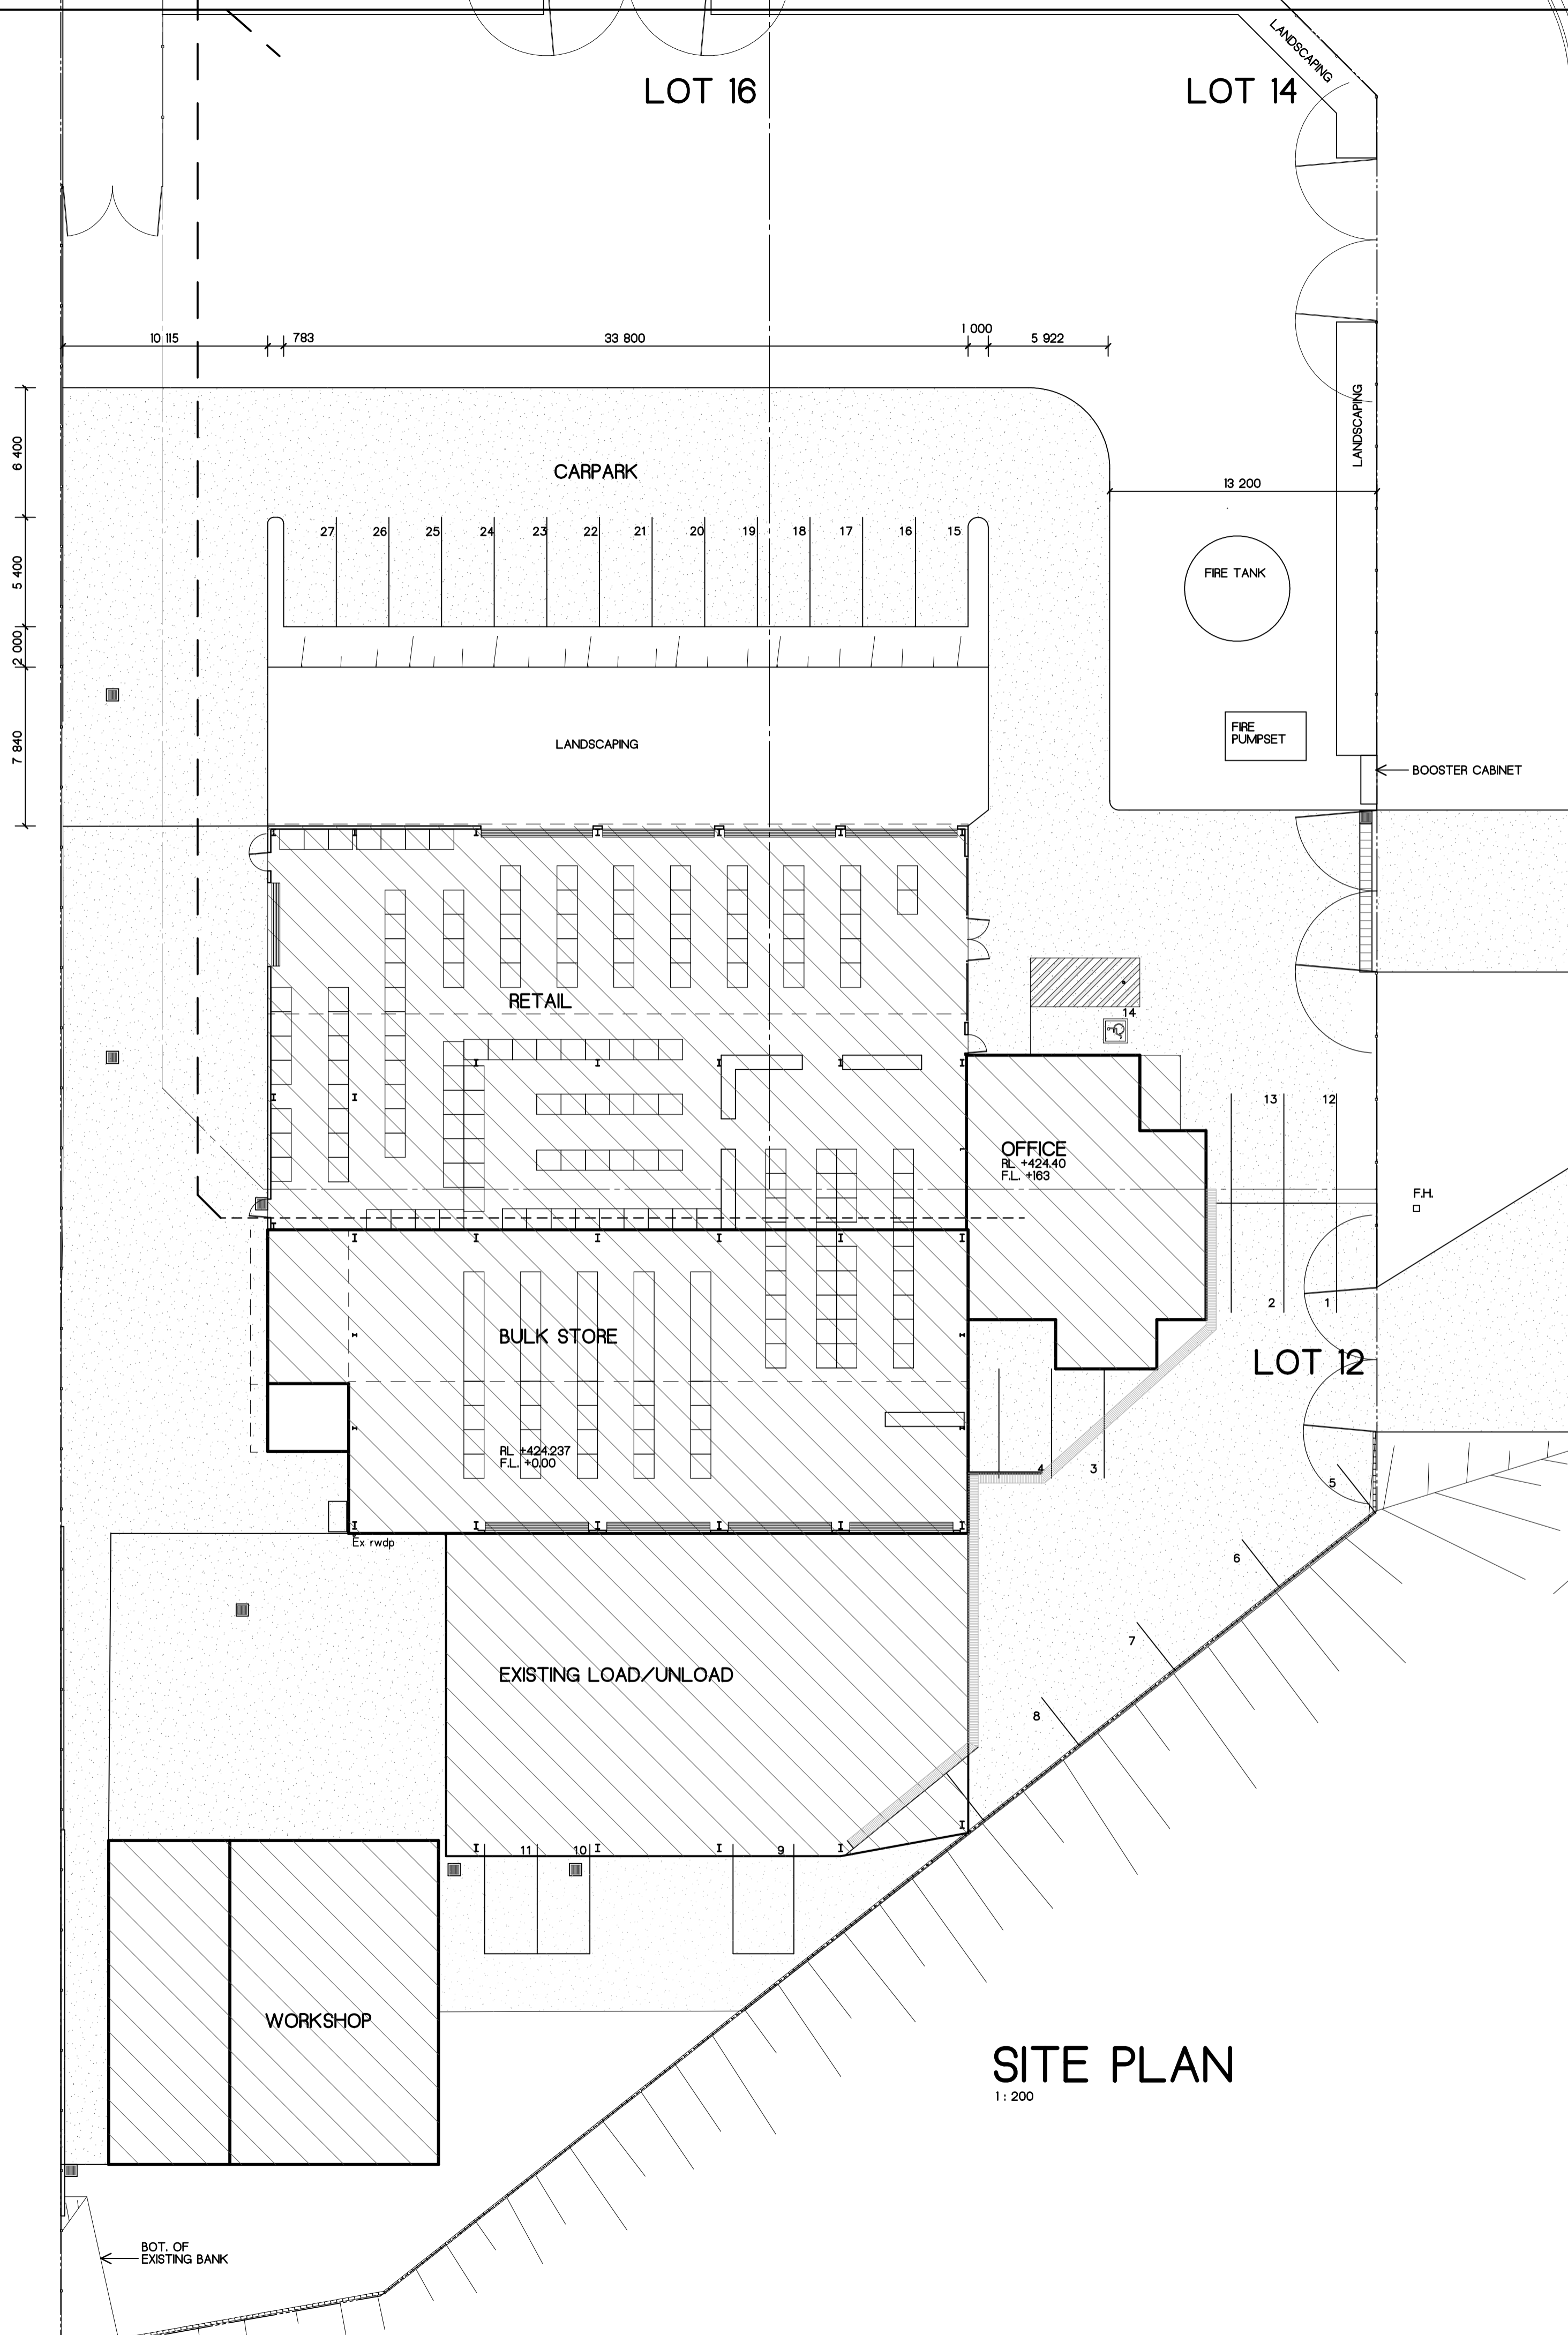 LANDSCAPING
LOT 16
LOT 14
10 115
783
33 800
1 000
5 922
LANDSCAPING
6 400
CARPARK
13 200
27
26
25
24
23
22
21
20
19
18
17
16
15
5 400
FIRE TANK
2 000
7 840
FIRE
PUMPSET
LANDSCAPING
BOOSTER CABINET
RETAIL
14
13
12
OFFICE
RL +424.40
F.L. +163
F.H.
2
1
BULK STORE
LOT 12
RL +424.237
F.L. +0.00
4
3
5
Ex rwdp
6
7
EXISTING LOAD/UNLOAD
8
11
10
9
WORKSHOP
SITE PLAN
1 : 200
BOT. OF
EXISTING BANK